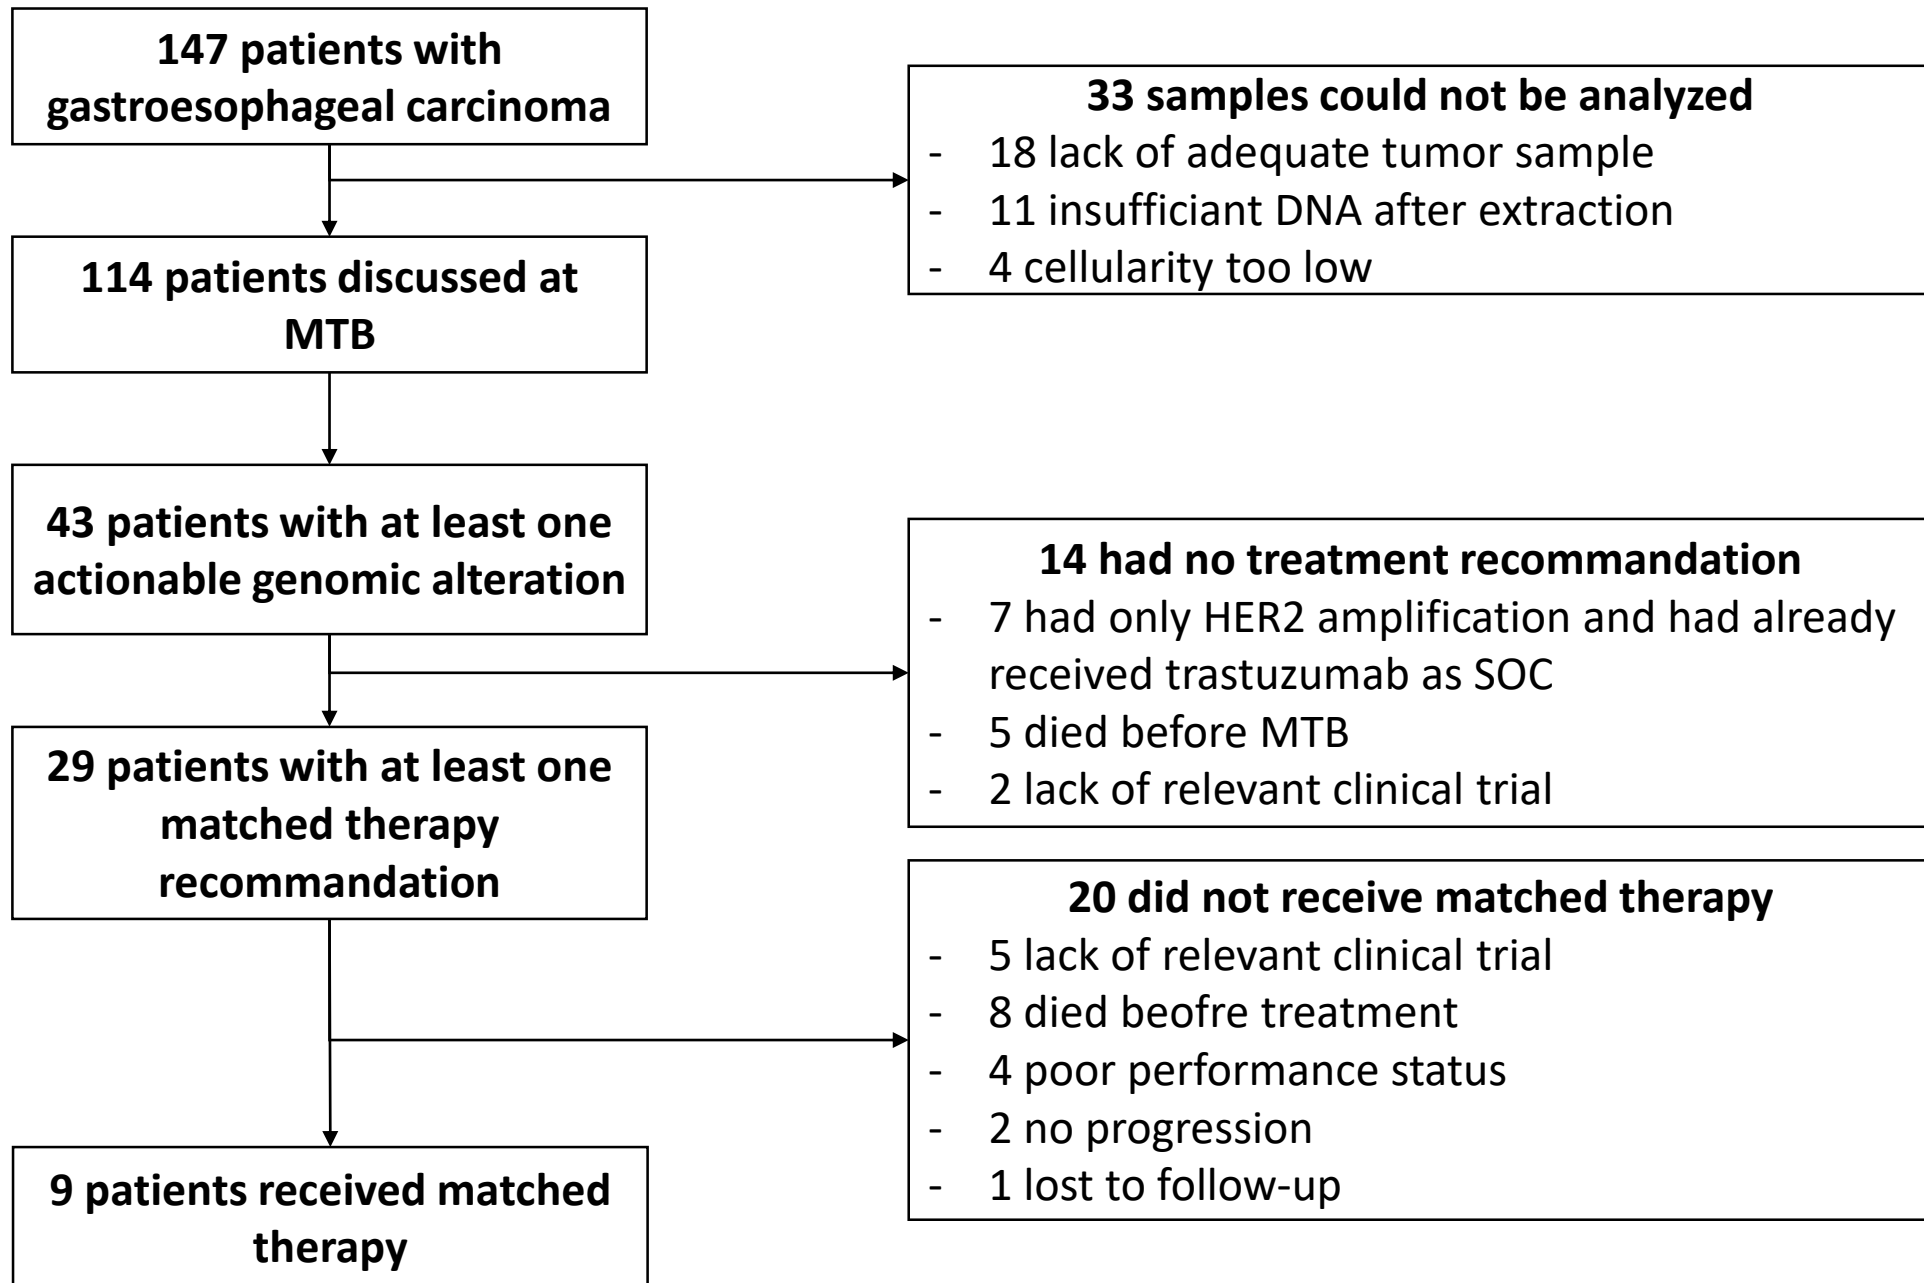 147 patients with
gastroesophageal carcinoma
33 samples could not be analyzed
- 18 lack of adequate tumor sample
- 11 insufficiant DNA after extraction
- 4 cellularity too low
114 patients discussed at
MTB
43 patients with at least one
actionable genomic alteration
14 had no treatment recommandation
- 7 had only HER2 amplification and had already
received trastuzumab as SOC
- 5 died before MTB
- 2 lack of relevant clinical trial
29 patients with at least one
matched therapy
recommandation
20 did not receive matched therapy
- 5 lack of relevant clinical trial
- 8 died beofre treatment
- 4 poor performance status
- 2 no progression
- 1 lost to follow-up
9 patients received matched
therapy